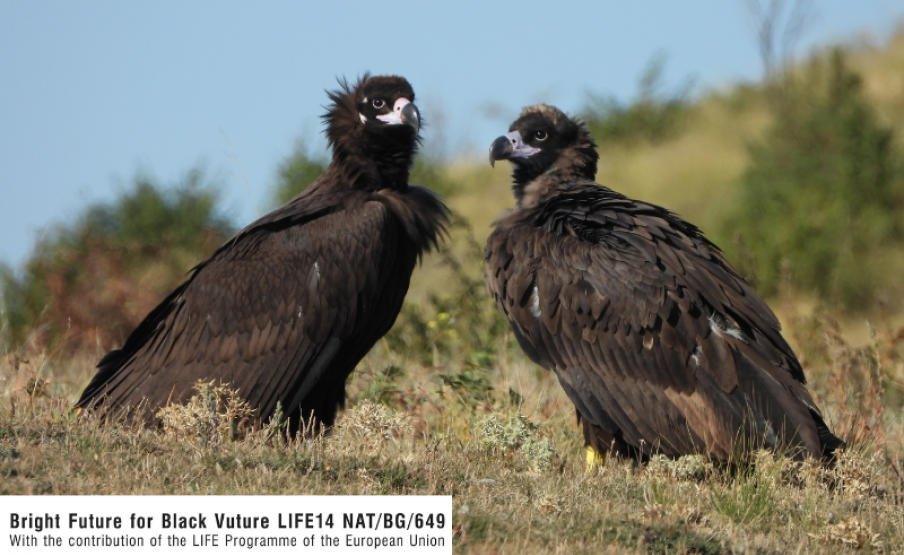 Bright Future for Black Vuture LIFE14 NAT/BG/649
With the contribution of the LIFE Programme of the European Union